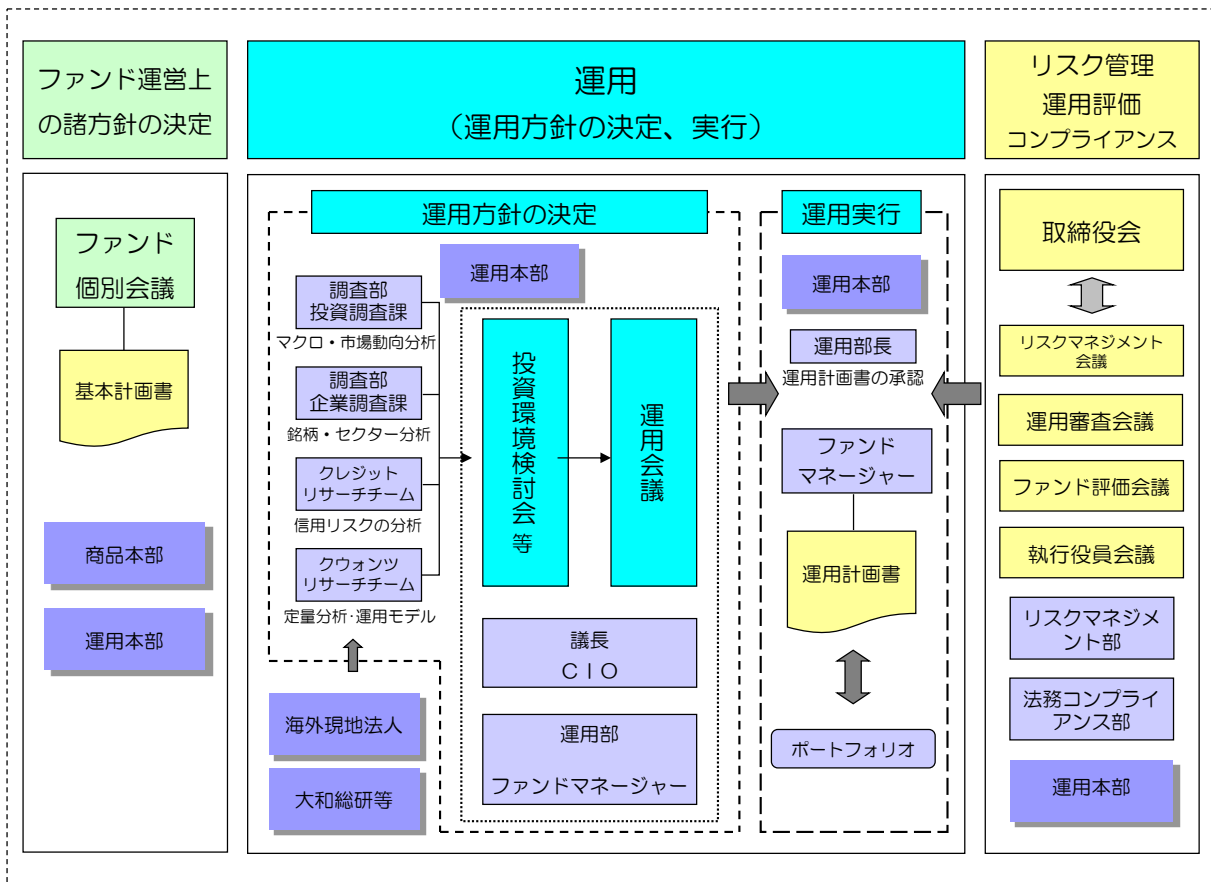 ファンド運営上
の諸方針の決定
運用
（運用方針の決定、実行）
リスク管理
運用評価
コンプライアンス
ファンド
個別会議
基本計画書
商品本部
運用本部
運用方針の決定
運用本部
調査部
投資調査課
マクロ・市場動向分析
調査部
企業調査課
銘柄・セクター分析
クレジット
リサーチチーム
信用リスクの分析
クウォンツ
リサーチチーム
定量分析・運用モデル
海外現地法人
大和総研等
投資環境検討会等
運用会議
議長
ＣＩＯ
運用部
ファンドマネージャー
運用実行
運用本部
運用部長
運用計画書の承認
ファンド
マネージャー
運用計画書
ポートフォリオ
取締役会
リスクマネジメント
会議
運用審査会議
ファンド評価会議
執行役員会議
リスクマネジメ
ント部
法務コンプライ
アンス部
運用本部